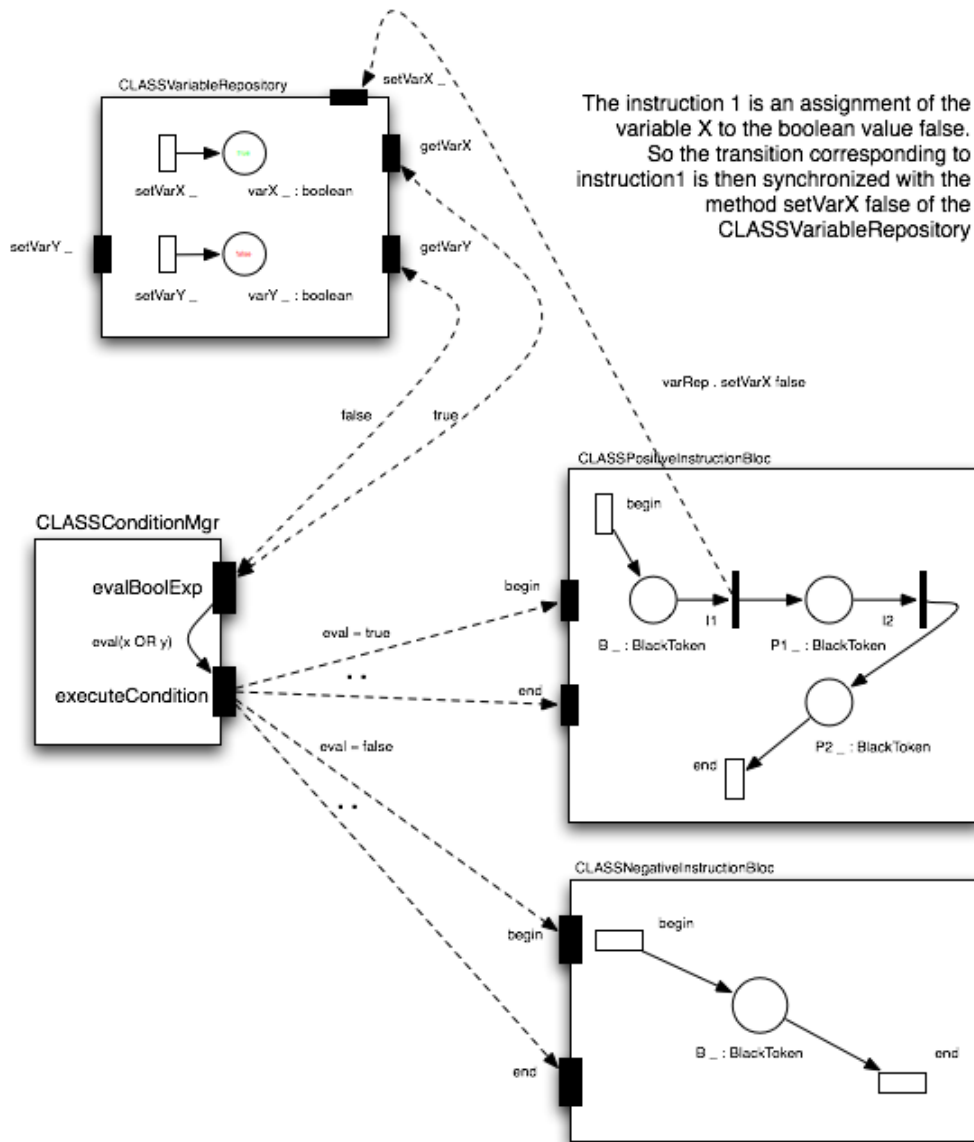 setVarX _
CLASSVariableRepository
The instruction 1 is an assignment of the
variable X to the boolean value false.
So the transition corresponding to
instruction1 is then synchronized with the
method setVarX false of the
CLASSVariableRepository
True
getVarX
setVarX _
varX _ : boolean
setVarY _
false
getVarY
setVarY _
varY _ : boolean
varRep . setVarX false
false
true
CLASSPositiveInstructionBloc
begin
CLASSConditionMgr
evalBoolExp
begin
eval(x OR y)
eval = true
I1
I2
B _ : BlackToken
P1 _ : BlackToken
. .
executeCondition
end
eval = false
P2 _ : BlackToken
end
. .
CLASSNegativeInstructionBloc
begin
begin
B _ : BlackToken
end
end